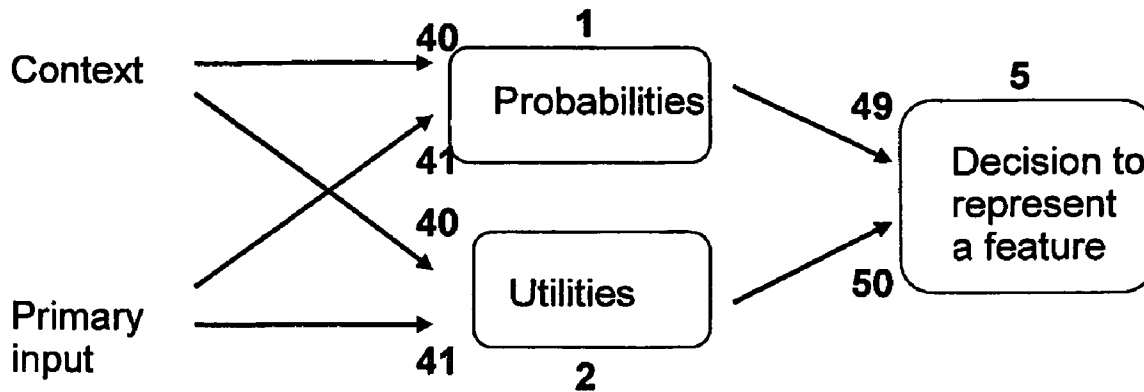 40
1
Context
Probabilities
5
49
41
Decision to
represent
a feature
40
Utilities
50
Primary
input
41
2